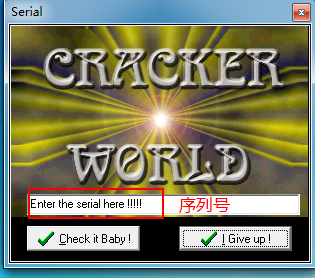 Serial
CRACKER
WORLD
Enter the serial here !!!!! 序列号
Check it Baby ! I Give up !